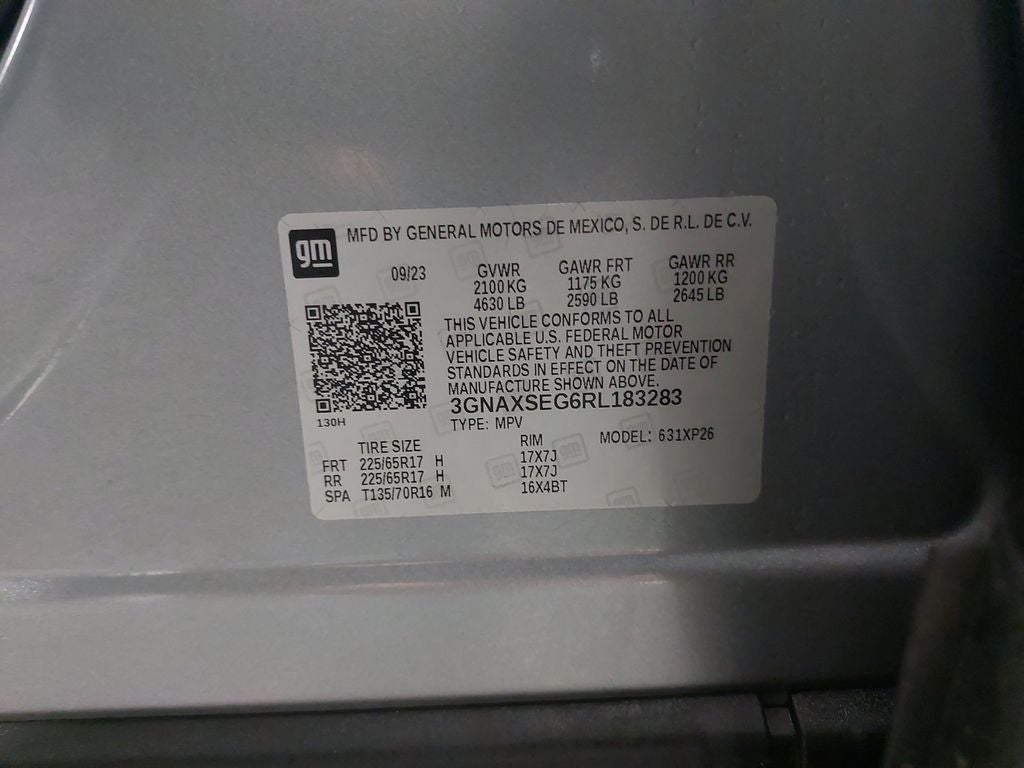 gm
MFD BY GENERAL MOTORS DE MEXICO, S. DE R.L. DE C.V.
09/23 GVWR GAWR FRT GAWR RR
2100 KG 1175 KG 1200 KG
4630 LB 2590 LB 2645 LB
THIS VEHICLE CONFORMS TO ALL
APPLICABLE U.S. FEDERAL MOTOR
VEHICLE SAFETY AND THEFT PREVENTION
STANDARDS IN EFFECT ON THE DATE OF
MANUFACTURE SHOWN ABOVE.
3GNAXSEG6RL183283
130H
TYPE: MPV
TIRE SIZE RIM MODEL: 631XP26
FRT 225/65R17 H 17X7J
RR 225/65R17 H 17X7J
SPA T135/70R16 M 16X4BT